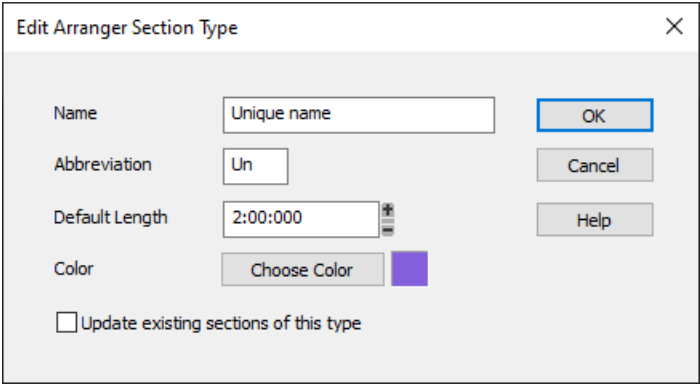 Edit Arranger Section Type
Name
Unique name
OK
Abbreviation
Un
Cancel
Default Length
2:00:000
Help
Color
Choose Color
Update existing sections of this type